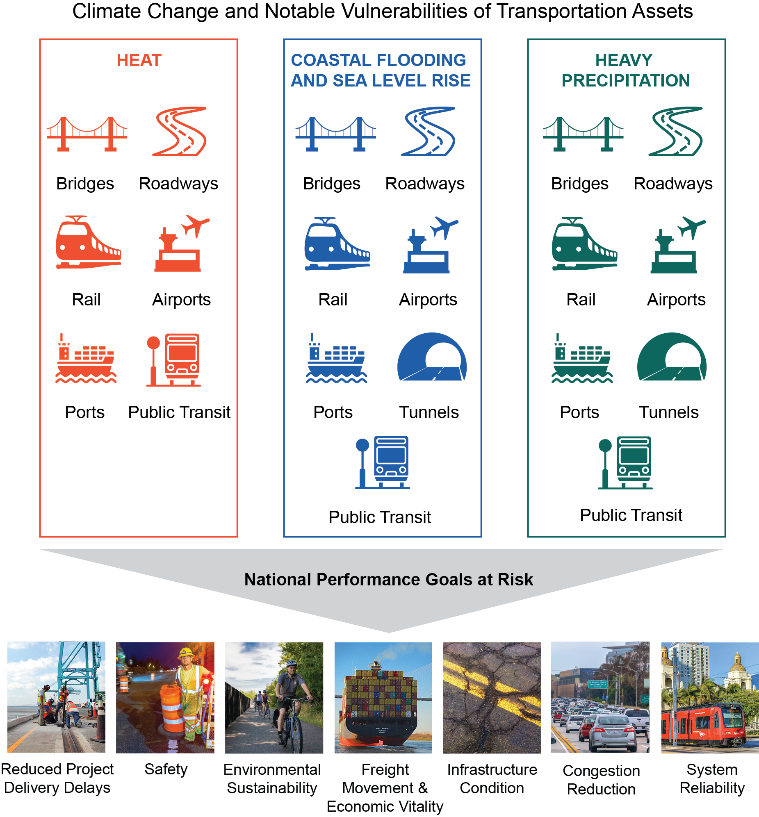 Climate Change and Notable Vulnerabilities of Transportation Assets
HEAT
Bridges Roadways
Rail Airports
Ports Public Transit
COASTAL FLOODING
AND SEA LEVEL RISE
Bridges Roadways
Rail Airports
Ports Tunnels
Public Transit
HEAVY
PRECIPITATION
Bridges Roadways
Rail Airports
Ports Tunnels
Public Transit
National Performance Goals at Risk
Reduced Project
Delivery Delays
Safety
Environmental
Sustainability
Freight
Movement &
Economic Vitality
Infrastructure
Condition
Congestion
Reduction
System
Reliability